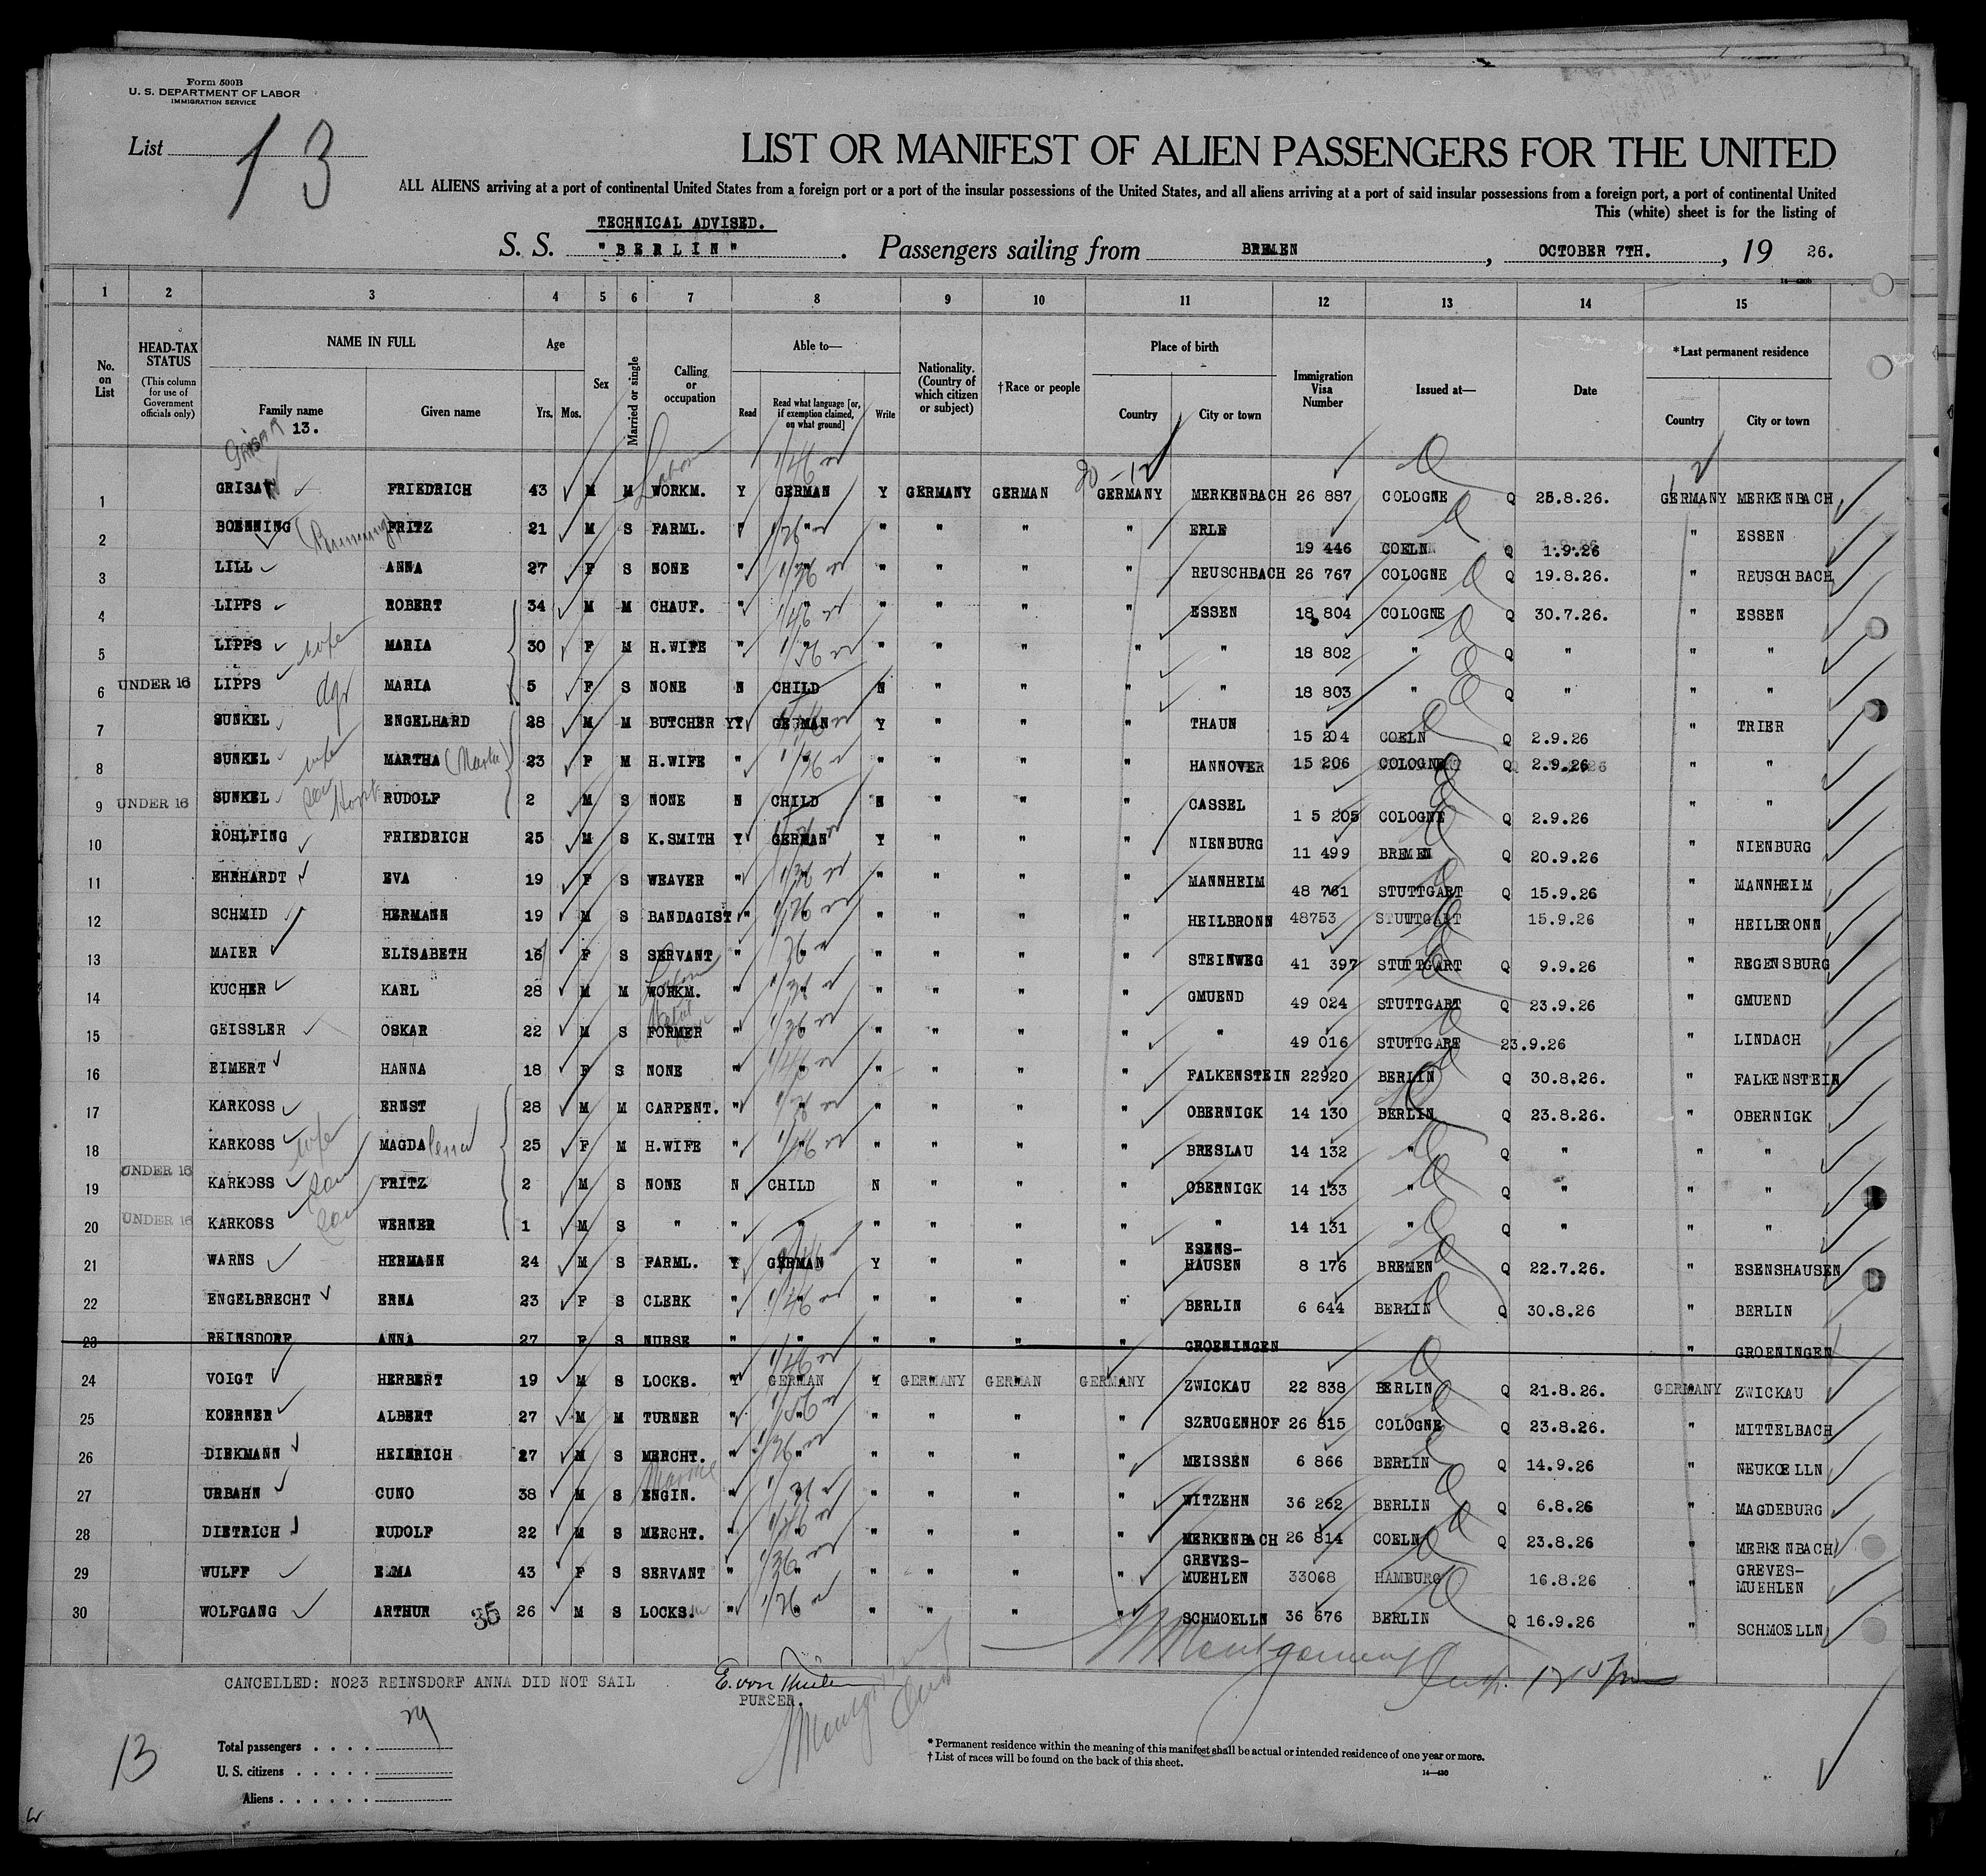 Form 500B
U. S. DEPARTMENT OF LABOR
IMMIGRATION SERVICE
List 13
LIST OR MANIFEST OF ALIEN PASSENGERS FOR THE UNITED
ALL ALIENS arriving at a port of continental United States from a foreign port or a port of the insular possessions of the United States, and all aliens arriving at a port of said insular possessions from a foreign port, a port of continental United
This (white) sheet is for the listing of
TECHNICAL ADVISED.
S. S. "BERLIN". Passengers sailing from BREMEN, OCTOBER 7TH., 19 26.
1 2 3 4 5 6 7 8 9 10 11 12 13 14 15
No. on List
HEAD-TAX STATUS (This column for use of Government officials only)
NAME IN FULL
Family name Given name
13.
Age Yrs. Mos.
Sex
Married or single
Calling or occupation
Able to— Read Read what language [or, if exemption claimed, on what ground] Write
Nationality. (Country of which citizen or subject)
†Race or people
Place of birth Country City or town
Immigration Visa Number
Issued at—
Date
*Last permanent residence Country City or town
1 GRISAR FRIEDRICH 43 M M WORKM. Labor Y GERMAN Y GERMANY GERMAN GERMANY MERKENBACH 26 887 COLOGNE Q 25.8.26. GERMANY MERKENBACH
2 BOENNING FRITZ 21 M S FARML. " " " " " " ERLE 19 446 COELN Q 1.9.26 " ESSEN
3 LILL ANNA 27 F S NONE " " " " " " REUSCHBACH 26 767 COLOGNE Q 19.8.26. " REUSCHBACH
4 LIPPS ROBERT 34 M M CHAUF. " " " " " " ESSEN 18 804 COLOGNE Q 30.7.26. " ESSEN
5 LIPPS wife MARIA 30 F M H.WIFE " " " " " " " 18 802 " Q " " "
6 UNDER 16 LIPPS dgr MARIA 5 F S NONE N CHILD N " " " " 18 803 " Q " " "
7 SUNKEL ENGELHARD 28 M M BUTCHER YY GERMAN Y " " " THAUN 15 204 COELN Q 2.9.26 " TRIER
8 SUNKEL wife MARTHA 23 F M H.WIFE " " " " " " HANNOVER 15 206 COLOGNE Q 2.9.26 " "
9 UNDER 16 SUNKEL son RUDOLF 2 M S NONE N CHILD N " " " CASSEL 1 5 205 COLOGNE Q 2.9.26 " "
10 ROHLFING FRIEDRICH 25 M S K.SMITH Y GERMAN Y " " " NIENBURG 11 499 BREMEN Q 20.9.26 " NIENBURG
11 EHRHARDT EVA 19 F S WEAVER " " " " " " MANNHEIM 48 761 STUTTGART Q 15.9.26 " MANNHEIM
12 SCHMID HERMANN 19 M S BANDAGIST " " " " " " HEILBRONN 48753 STUTTGART 15.9.26 " HEILBRONN
13 MAIER ELISABETH 16 F S SERVANT " " " " " " STEINWEG 41 397 STUTTGART Q 9.9.26 " REGENSBURG
14 KUCHER KARL 28 M M WORKM. Labor " " " " " " GMUEND 49 024 STUTTGART Q 23.9.26 " GMUEND
15 GEISSLER OSKAR 22 M S FORMER " " " " " " " 49 016 STUTTGART 23.9.26 " LINDACH
16 EIMERT HANNA 18 F S NONE " " " " " " FALKENSTEIN 22920 BERLIN Q 30.8.26. " FALKENSTEIN
17 KARKOSS ERNST 28 M M CARPENT. " " " " " " OBERNIGK 14 130 BERLIN Q 23.8.26. " OBERNIGK
18 KARKOSS wife MAGDAlena 25 F M H.WIFE " " " " " " BRESLAU 14 132 " Q " " "
19 UNDER 16 KARKOSS son FRITZ 2 M S NONE N CHILD N " " " OBERNIGK 14 133 " Q " " "
20 UNDER 16 KARKOSS son WERNER 1 M S " " " " " " " " 14 131 " Q " " "
21 WARNS HERMANN 24 M S FARML. Y GERMAN Y " " " ESENS-HAUSEN 8 176 BREMEN Q 22.7.26. " ESENSHAUSEN
22 ENGELBRECHT ERNA 23 F S CLERK " " " " " " BERLIN 6 644 BERLIN Q 30.8.26 " BERLIN
23 REINSDORF ANNA 27 F S NURSE " " " " " " GROENINGEN " GROENINGEN
24 VOIGT HERBERT 19 M S LOCKS. Y GERMAN Y GERMANY GERMAN GERMANY ZWICKAU 22 838 BERLIN Q 21.8.26. GERMANY ZWICKAU
25 KOERNER ALBERT 27 M M TURNER " " " " " " SZRUGENHOF 26 815 COLOGNE Q 23.8.26. " MITTELBACH
26 DIEKMANN HEINRICH 27 M S MERCHT. " " " " " " MEISSEN 6 866 BERLIN Q 14.9.26 " NEUKOELLN
27 URBAHN CUNO 38 M S ENGIN. " " " " " " WITZEHN 36 262 BERLIN Q 6.8.26 " MAGDEBURG
28 DIETRICH RUDOLF 22 M S MERCHT. " " " " " " MERKENBACH 26 814 COELN Q 23.8.26 " MERKENBACH
29 WULFF EMMA 43 F S SERVANT " " " " " " GREVES-MUEHLEN 33068 HAMBURG 16.8.26 " GREVES-MUEHLEN
30 WOLFGANG ARTHUR 35 26 M S LOCKS. " " " " " " SCHMOELLN 36 676 BERLIN Q 16.9.26 " SCHMOELLN
CANCELLED: NO23 REINSDORF ANNA DID NOT SAIL
PURSER.
Montgomery
13
Total passengers . . . . 29
U. S. citizens . . . . .
Aliens . . . . . .
* Permanent residence within the meaning of this manifest shall be actual or intended residence of one year or more.
† List of races will be found on the back of this sheet.
14—430